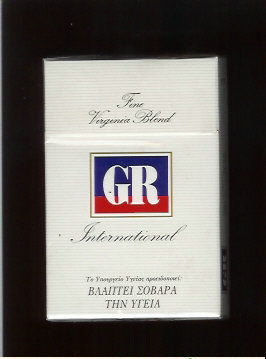 Fine
Virginia Blend
GR
International
Το Υπουργείο Υγείας προειδοποιεί:
ΒΛΑΠΤΕΙ ΣΟΒΑΡΑ
ΤΗΝ ΥΓΕΙΑ